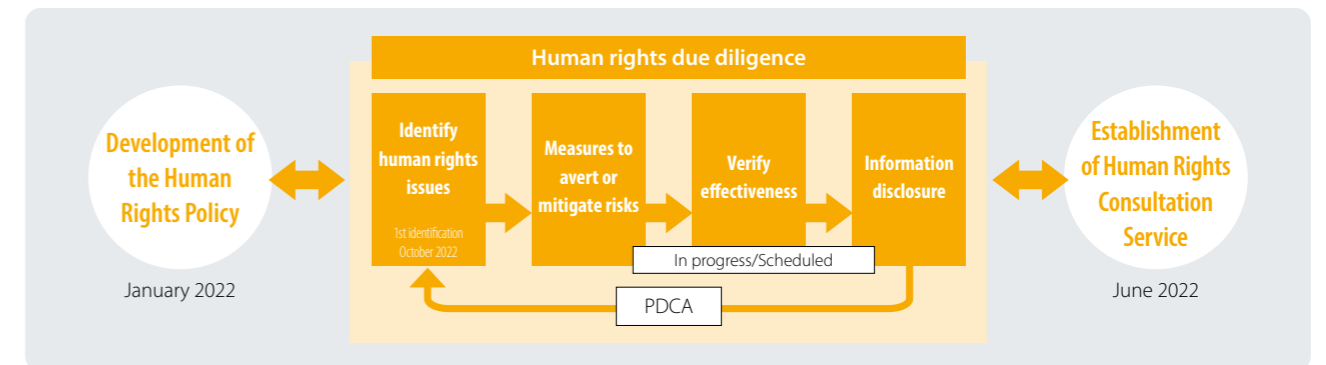 Human rights due diligence
Development of
the Human
Rights Policy
January 2022
Identify
human rights
issues
1st identification
October 2022
Measures to
avert or
mitigate risks
Verify
effectiveness
Information
disclosure
In progress/Scheduled
PDCA
Establishment
of Human Rights
Consultation
Service
June 2022